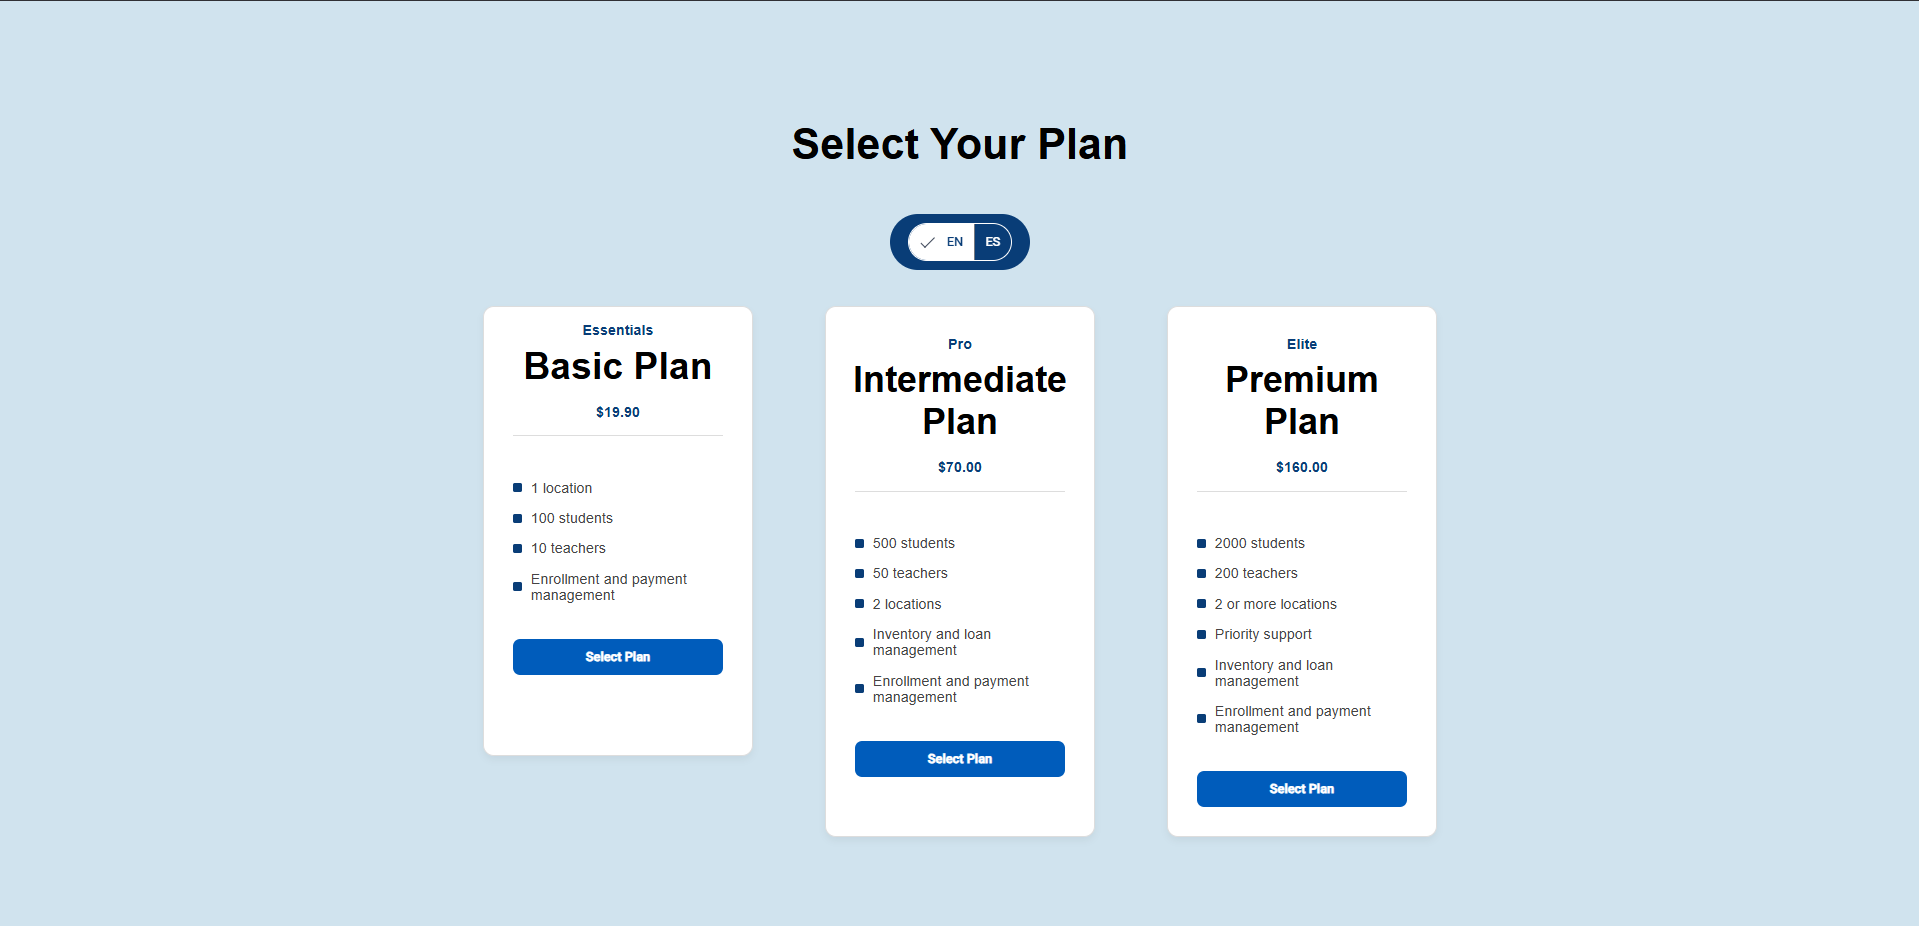 Select Your Plan
EN ES
Essentials
Basic Plan
$19.90
1 location
100 students
10 teachers
Enrollment and payment
management
Select Plan
Pro
Intermediate
Plan
$70.00
500 students
50 teachers
2 locations
Inventory and loan
management
Enrollment and payment
management
Select Plan
Elite
Premium
Plan
$160.00
2000 students
200 teachers
2 or more locations
Priority support
Inventory and loan
management
Enrollment and payment
management
Select Plan